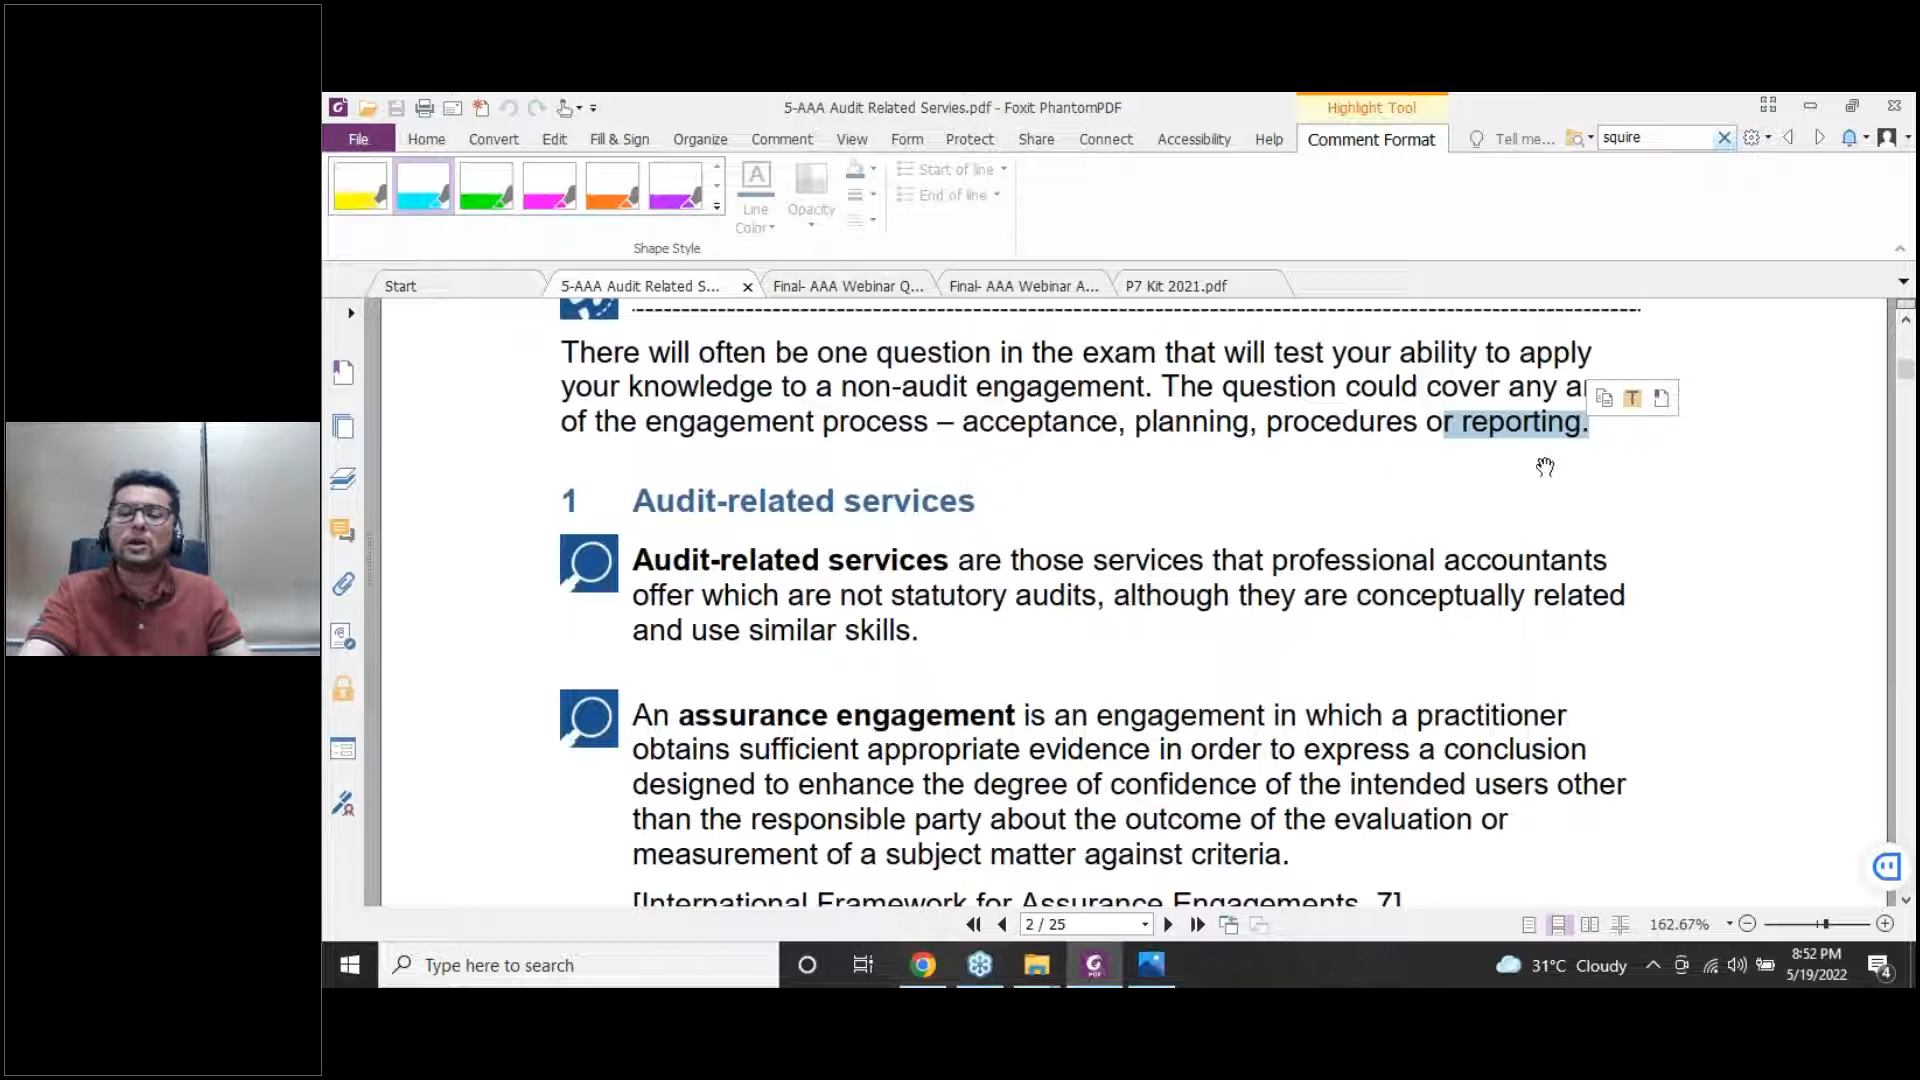 5-AAA Audit Related Servies.pdf - Foxit PhantomPDF
Highlight Tool
File
Home
Convert
Edit
Fill & Sign
Organize
Comment
View
Form
Protect
Share
Connect
Accessibility
Help
Comment Format
Tell me...
squire
Line
Color
Opacity
Start of line
End of line
Shape Style
Start
5-AAA Audit Related S...
Final- AAA Webinar Q...
Final- AAA Webinar A...
P7 Kit 2021.pdf
There will often be one question in the exam that will test your ability to apply
your knowledge to a non-audit engagement. The question could cover any
of the engagement process – acceptance, planning, procedures or reporting.
1 Audit-related services
Audit-related services are those services that professional accountants
offer which are not statutory audits, although they are conceptually related
and use similar skills.
An assurance engagement is an engagement in which a practitioner
obtains sufficient appropriate evidence in order to express a conclusion
designed to enhance the degree of confidence of the intended users other
than the responsible party about the outcome of the evaluation or
measurement of a subject matter against criteria.
[International Framework for Assurance Engagements, 7]
2 / 25
162.67%
Type here to search
31°C Cloudy
8:52 PM
5/19/2022
4